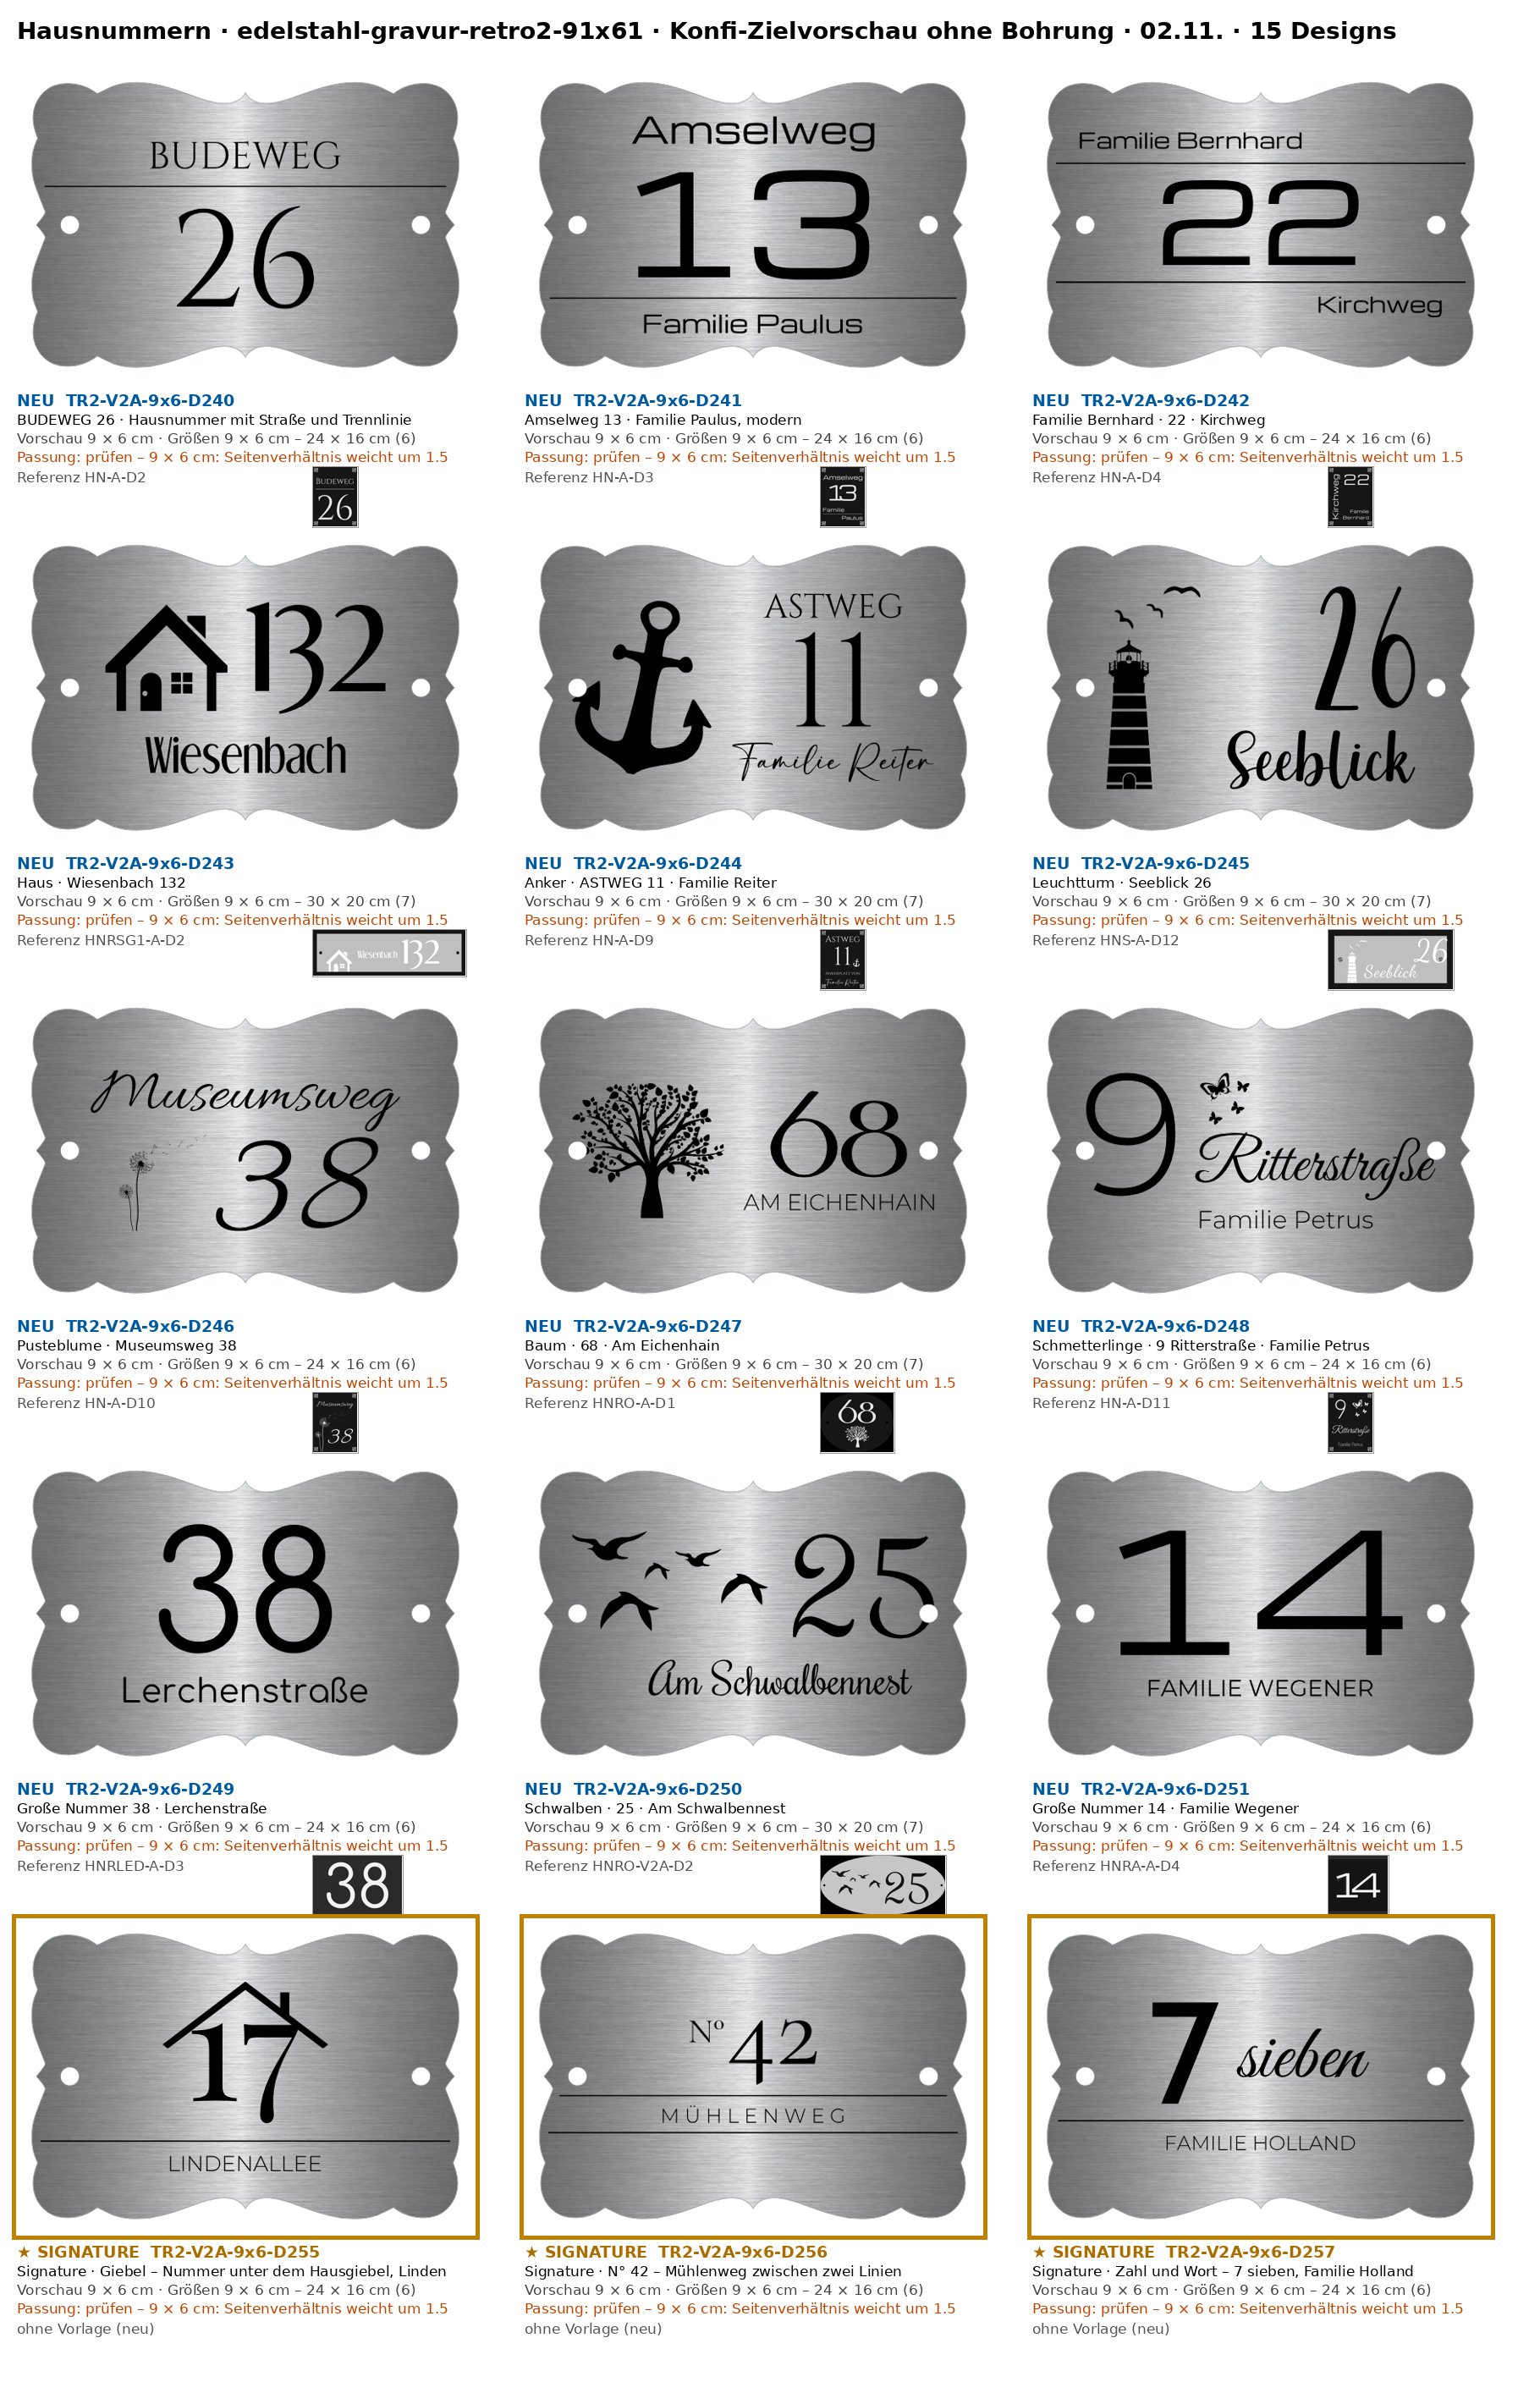 Hausnummern · edelstahl-gravur-retro2-91x61 · Konfi-Zielvorschau ohne Bohrung · 02.11. · 15 Designs
BUDEWEG
26
NEU TR2-V2A-9x6-D240
BUDEWEG 26 · Hausnummer mit Straße und Trennlinie
Vorschau 9 × 6 cm · Größen 9 × 6 cm – 24 × 16 cm (6)
Passung: prüfen – 9 × 6 cm: Seitenverhältnis weicht um 1.5
Referenz HN-A-D2
BUDEWEG
26
Amselweg
13
Familie Paulus
NEU TR2-V2A-9x6-D241
Amselweg 13 · Familie Paulus, modern
Vorschau 9 × 6 cm · Größen 9 × 6 cm – 24 × 16 cm (6)
Passung: prüfen – 9 × 6 cm: Seitenverhältnis weicht um 1.5
Referenz HN-A-D3
Amselweg
13
Familie
Paulus
Familie Bernhard
22
Kirchweg
NEU TR2-V2A-9x6-D242
Familie Bernhard · 22 · Kirchweg
Vorschau 9 × 6 cm · Größen 9 × 6 cm – 24 × 16 cm (6)
Passung: prüfen – 9 × 6 cm: Seitenverhältnis weicht um 1.5
Referenz HN-A-D4
Kirchweg
22
Familie
Bernhard
132
Wiesenbach
NEU TR2-V2A-9x6-D243
Haus · Wiesenbach 132
Vorschau 9 × 6 cm · Größen 9 × 6 cm – 30 × 20 cm (7)
Passung: prüfen – 9 × 6 cm: Seitenverhältnis weicht um 1.5
Referenz HNRSG1-A-D2
Wiesenbach 132
ASTWEG
11
Familie Reiter
NEU TR2-V2A-9x6-D244
Anker · ASTWEG 11 · Familie Reiter
Vorschau 9 × 6 cm · Größen 9 × 6 cm – 30 × 20 cm (7)
Passung: prüfen – 9 × 6 cm: Seitenverhältnis weicht um 1.5
Referenz HN-A-D9
ASTWEG
11
Familie Reiter
26
Seeblick
NEU TR2-V2A-9x6-D245
Leuchtturm · Seeblick 26
Vorschau 9 × 6 cm · Größen 9 × 6 cm – 30 × 20 cm (7)
Passung: prüfen – 9 × 6 cm: Seitenverhältnis weicht um 1.5
Referenz HNS-A-D12
26
Seeblick
Museumsweg
38
NEU TR2-V2A-9x6-D246
Pusteblume · Museumsweg 38
Vorschau 9 × 6 cm · Größen 9 × 6 cm – 24 × 16 cm (6)
Passung: prüfen – 9 × 6 cm: Seitenverhältnis weicht um 1.5
Referenz HN-A-D10
Museumsweg
38
68
AM EICHENHAIN
NEU TR2-V2A-9x6-D247
Baum · 68 · Am Eichenhain
Vorschau 9 × 6 cm · Größen 9 × 6 cm – 30 × 20 cm (7)
Passung: prüfen – 9 × 6 cm: Seitenverhältnis weicht um 1.5
Referenz HNRO-A-D1
68
9
Ritterstraße
Familie Petrus
NEU TR2-V2A-9x6-D248
Schmetterlinge · 9 Ritterstraße · Familie Petrus
Vorschau 9 × 6 cm · Größen 9 × 6 cm – 24 × 16 cm (6)
Passung: prüfen – 9 × 6 cm: Seitenverhältnis weicht um 1.5
Referenz HN-A-D11
9
Ritterstraße
Familie Petrus
38
Lerchenstraße
NEU TR2-V2A-9x6-D249
Große Nummer 38 · Lerchenstraße
Vorschau 9 × 6 cm · Größen 9 × 6 cm – 24 × 16 cm (6)
Passung: prüfen – 9 × 6 cm: Seitenverhältnis weicht um 1.5
Referenz HNRLED-A-D3
38
25
Am Schwalbennest
NEU TR2-V2A-9x6-D250
Schwalben · 25 · Am Schwalbennest
Vorschau 9 × 6 cm · Größen 9 × 6 cm – 30 × 20 cm (7)
Passung: prüfen – 9 × 6 cm: Seitenverhältnis weicht um 1.5
Referenz HNRO-V2A-D2
25
14
FAMILIE WEGENER
NEU TR2-V2A-9x6-D251
Große Nummer 14 · Familie Wegener
Vorschau 9 × 6 cm · Größen 9 × 6 cm – 24 × 16 cm (6)
Passung: prüfen – 9 × 6 cm: Seitenverhältnis weicht um 1.5
Referenz HNRA-A-D4
14
17
LINDENALLEE
★ SIGNATURE TR2-V2A-9x6-D255
Signature · Giebel – Nummer unter dem Hausgiebel, Linden
Vorschau 9 × 6 cm · Größen 9 × 6 cm – 24 × 16 cm (6)
Passung: prüfen – 9 × 6 cm: Seitenverhältnis weicht um 1.5
ohne Vorlage (neu)
Nº 42
MÜHLENWEG
★ SIGNATURE TR2-V2A-9x6-D256
Signature · N° 42 – Mühlenweg zwischen zwei Linien
Vorschau 9 × 6 cm · Größen 9 × 6 cm – 24 × 16 cm (6)
Passung: prüfen – 9 × 6 cm: Seitenverhältnis weicht um 1.5
ohne Vorlage (neu)
7 sieben
FAMILIE HOLLAND
★ SIGNATURE TR2-V2A-9x6-D257
Signature · Zahl und Wort – 7 sieben, Familie Holland
Vorschau 9 × 6 cm · Größen 9 × 6 cm – 24 × 16 cm (6)
Passung: prüfen – 9 × 6 cm: Seitenverhältnis weicht um 1.5
ohne Vorlage (neu)